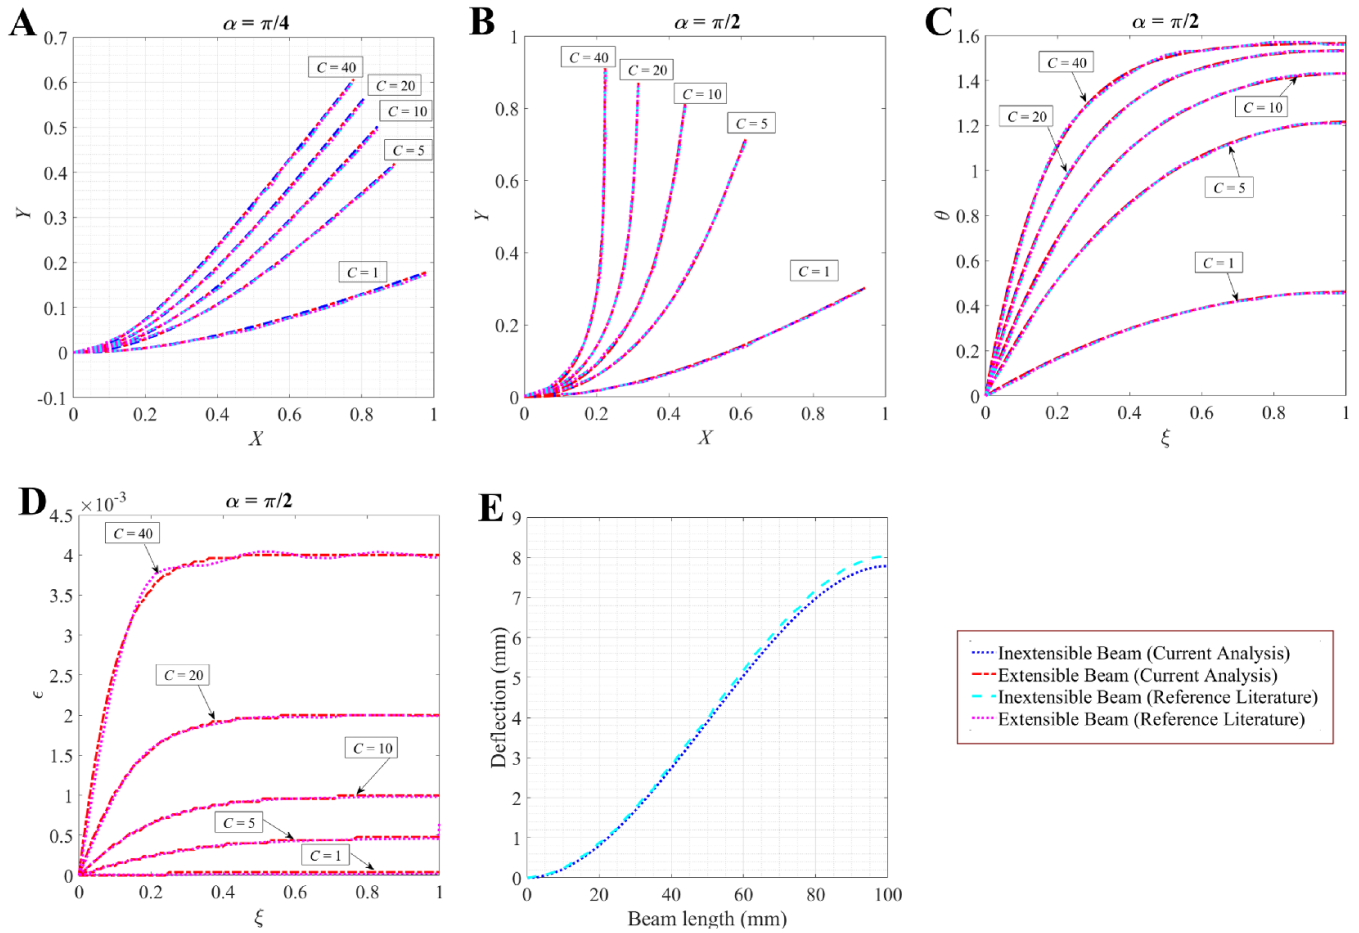 A
α = π/4
0.7
0.6
0.5
0.4
0.3
0.2
0.1
0
-0.1
Y
0
0.2
0.4
0.6
0.8
1
X
C = 40
C = 20
C = 10
C = 5
C = 1
B
α = π/2
1
0.8
0.6
0.4
0.2
0
Y
0
0.2
0.4
0.6
0.8
1
X
C = 40
C = 20
C = 10
C = 5
C = 1
C
α = π/2
1.6
1.4
1.2
1
0.8
0.6
0.4
0.2
0
θ
0
0.2
0.4
0.6
0.8
1
ξ
C = 40
C = 10
C = 20
C = 5
C = 1
D
α = π/2
×10⁻³
4.5
4
3.5
3
2.5
2
1.5
1
0.5
0
ϵ
0
0.2
0.4
0.6
0.8
1
ξ
C = 40
C = 20
C = 10
C = 5
C = 1
E
9
8
7
6
5
4
3
2
1
0
Deflection (mm)
0
20
40
60
80
100
Beam length (mm)
Inextensible Beam (Current Analysis)
Extensible Beam (Current Analysis)
Inextensible Beam (Reference Literature)
Extensible Beam (Reference Literature)